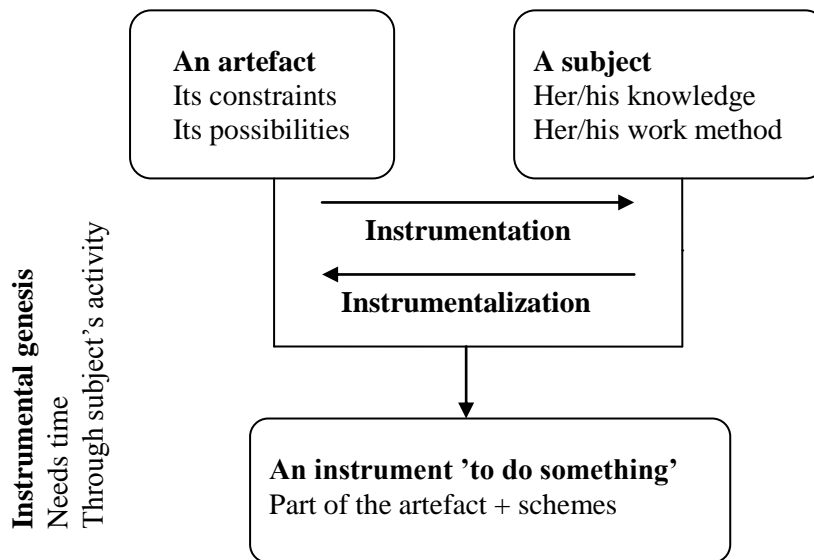 An artefact
Its constraints
Its possibilities
A subject
Her/his knowledge
Her/his work method
Instrumentation
Instrumentalization
Instrumental genesis
Needs time
Through subject's activity
An instrument ’to do something’
Part of the artefact + schemes